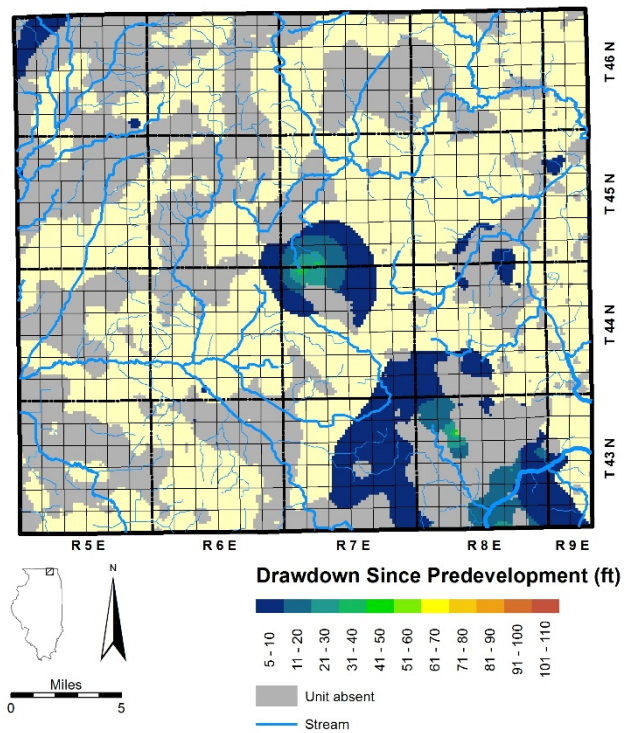 T 46 N
T 45 N
T 44 N
T 43 N
R 5 E R 6 E R 7 E R 8 E R 9 E
N
Miles
0 5
Drawdown Since Predevelopment (ft)
5 - 10
11 - 20
21 - 30
31 - 40
41 - 50
51 - 60
61 - 70
71 - 80
81 - 90
91 - 100
101 - 110
Unit absent
Stream